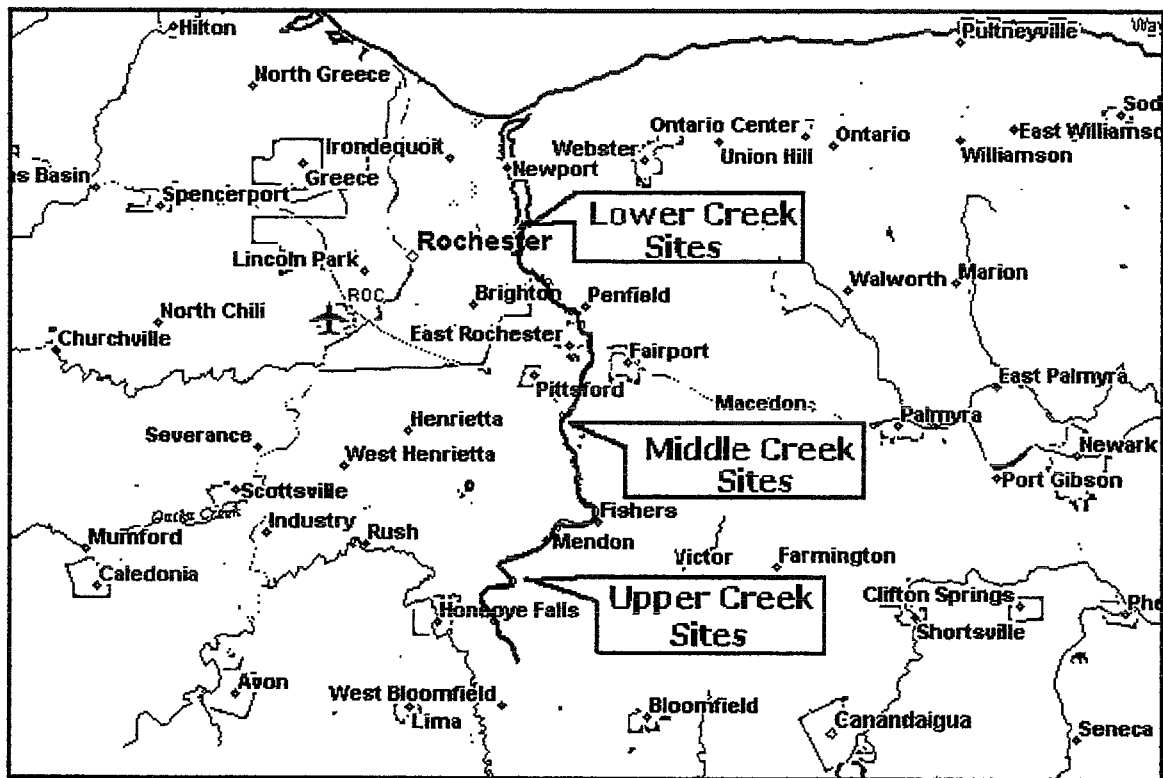 Hilton
Pultneyville
Way
North Greece
Sod
Ontario Center
East Williamso
Irondequoit
Webster
Ontario
Union Hill
Williamson
Greece
Newport
as Basin
Spencerport
Lower Creek
Sites
Rochester
Lincoln Park
Walworth
Marion
ROC
Brighton
Penfield
North Chili
East Rochester
Churchville
Fairport
Pittsford
East Palmyra
Macedon
Henrietta
Palmyra
Severance
Middle Creek
Sites
Newark
West Henrietta
Port Gibson
Scottsville
Creek
Fishers
Industry
Rush
Mumford
Mendon
Victor
Farmington
Caledonia
Upper Creek
Sites
Clifton Springs
Honeoye Falls
Phe
Shortsville
Avon
West Bloomfield
Lima
Bloomfield
Canandaigua
Seneca